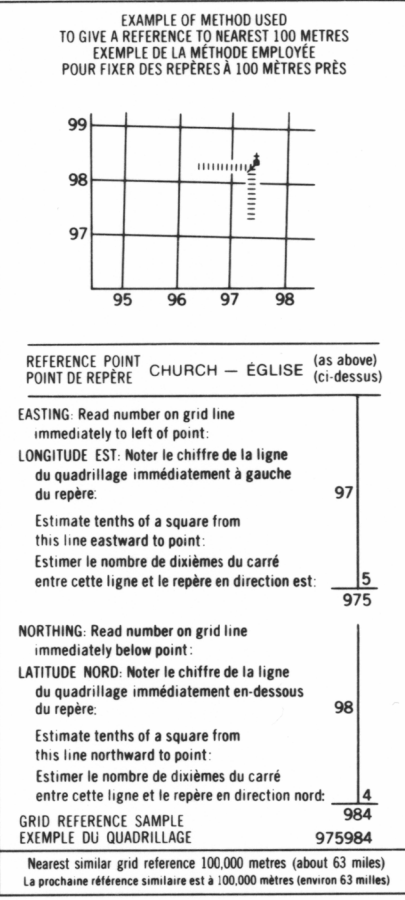 EXAMPLE OF METHOD USED
TO GIVE A REFERENCE TO NEAREST 100 METRES
EXEMPLE DE LA MÉTHODE EMPLOYÉE
POUR FIXER DES REPÈRES À 100 MÈTRES PRÈS
99
98
97
95 96 97 98
REFERENCE POINT
POINT DE REPÈRE
CHURCH — ÉGLISE
(as above)
(ci-dessus)
EASTING: Read number on grid line
immediately to left of point:
LONGITUDE EST: Noter le chiffre de la ligne
du quadrillage immédiatement à gauche
du repère: 97
Estimate tenths of a square from
this line eastward to point:
Estimer le nombre de dixièmes du carré
entre cette ligne et le repère en direction est: 5
975
NORTHING: Read number on grid line
immediately below point:
LATITUDE NORD: Noter le chiffre de la ligne
du quadrillage immédiatement en-dessous
du repère: 98
Estimate tenths of a square from
this line northward to point:
Estimer le nombre de dixièmes du carré
entre cette ligne et le repère en direction nord: 4
984
GRID REFERENCE SAMPLE
EXEMPLE DU QUADRILLAGE 975984
Nearest similar grid reference 100,000 metres (about 63 miles)
La prochaine référence similaire est à 100,000 mètres (environ 63 milles)